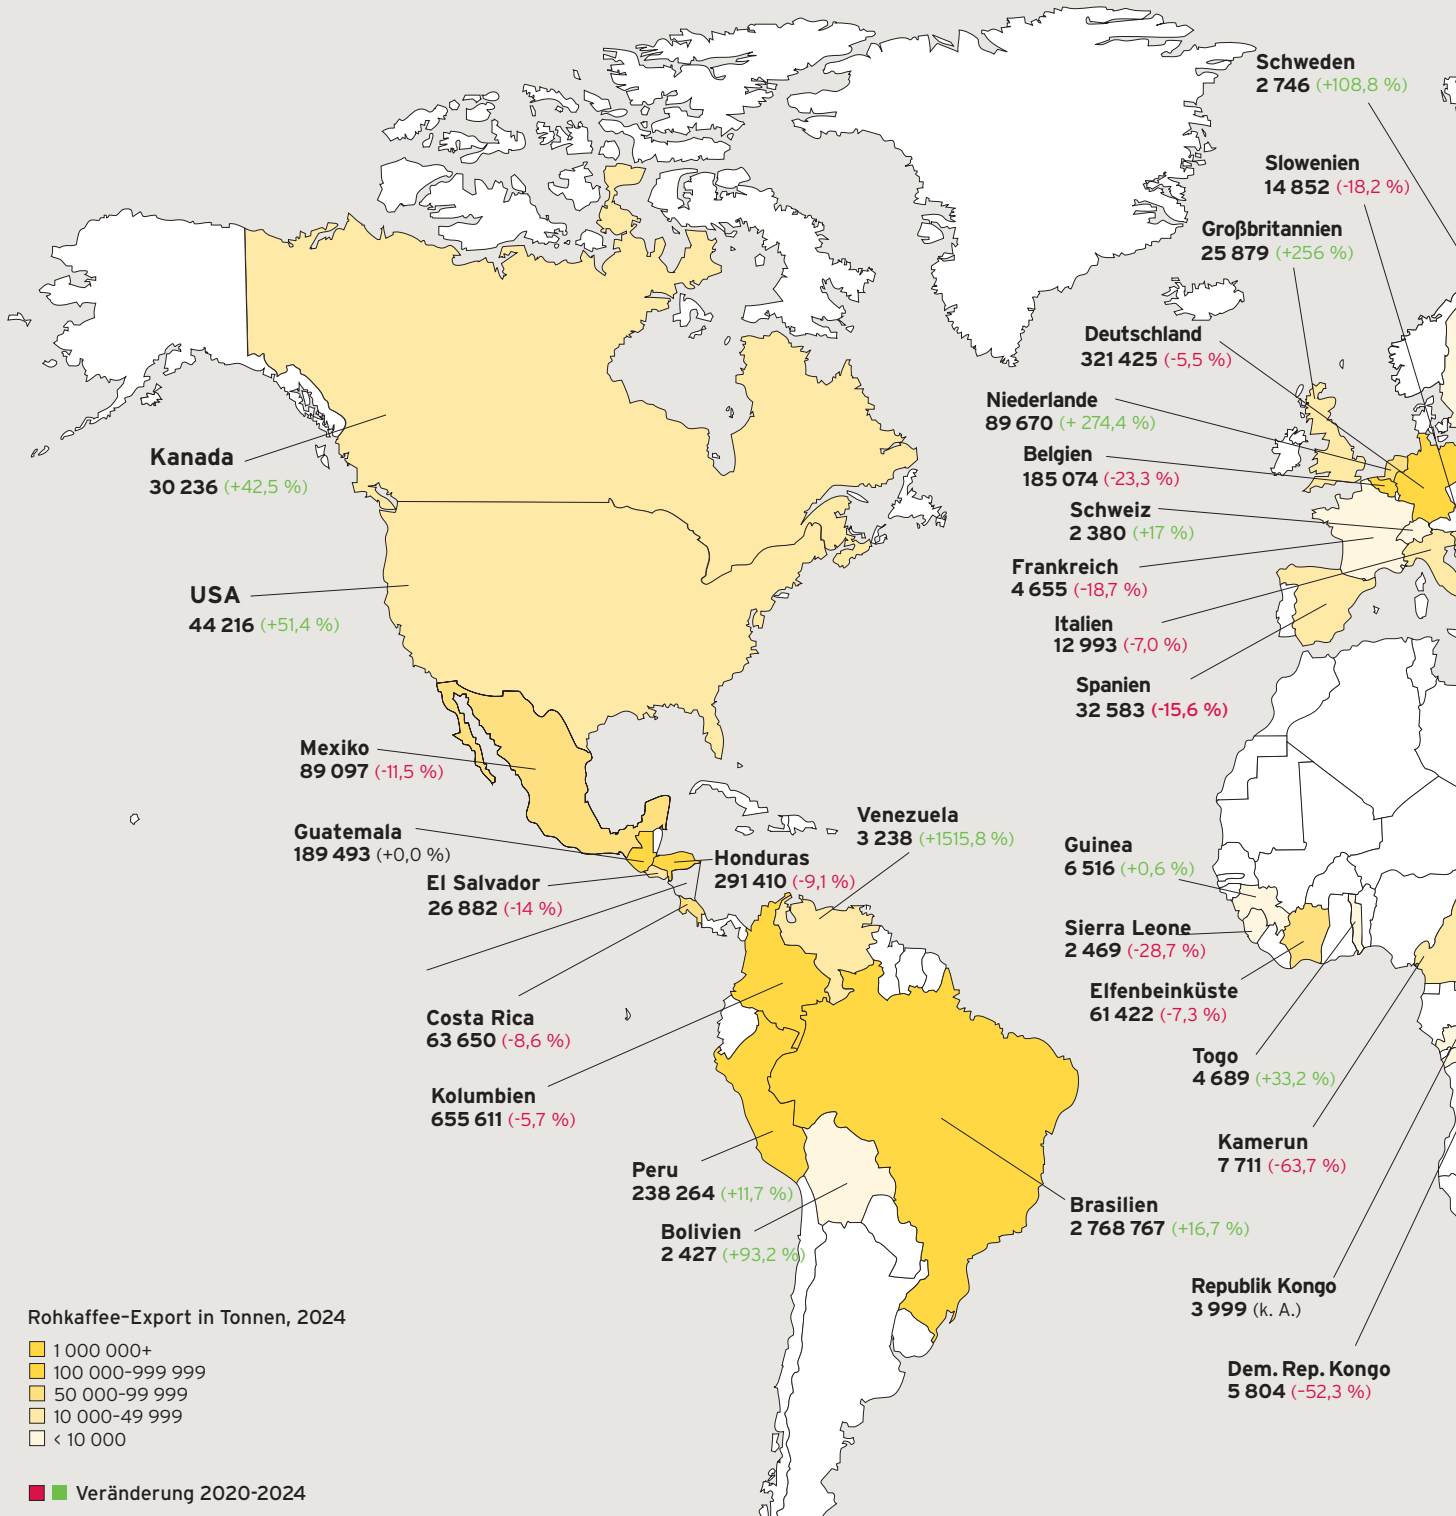 Schweden
2 746 (+108,8 %)
Slowenien
14 852 (-18,2 %)
Großbritannien
25 879 (+256 %)
Deutschland
321 425 (-5,5 %)
Niederlande
89 670 (+ 274,4 %)
Belgien
185 074 (-23,3 %)
Schweiz
2 380 (+17 %)
Frankreich
4 655 (-18,7 %)
Italien
12 993 (-7,0 %)
Spanien
32 583 (-15,6 %)
Kanada
30 236 (+42,5 %)
USA
44 216 (+51,4 %)
Mexiko
89 097 (-11,5 %)
Guatemala
189 493 (+0,0 %)
El Salvador
26 882 (-14 %)
Honduras
291 410 (-9,1 %)
Venezuela
3 238 (+1515,8 %)
Guinea
6 516 (+0,6 %)
Sierra Leone
2 469 (-28,7 %)
Elfenbeinküste
61 422 (-7,3 %)
Togo
4 689 (+33,2 %)
Kamerun
7 711 (-63,7 %)
Costa Rica
63 650 (-8,6 %)
Kolumbien
655 611 (-5,7 %)
Peru
238 264 (+11,7 %)
Bolivien
2 427 (+93,2 %)
Brasilien
2 768 767 (+16,7 %)
Republik Kongo
3 999 (k. A.)
Dem. Rep. Kongo
5 804 (-52,3 %)
Rohkaffee-Export in Tonnen, 2024
1 000 000+
100 000-999 999
50 000-99 999
10 000-49 999
< 10 000
Veränderung 2020-2024